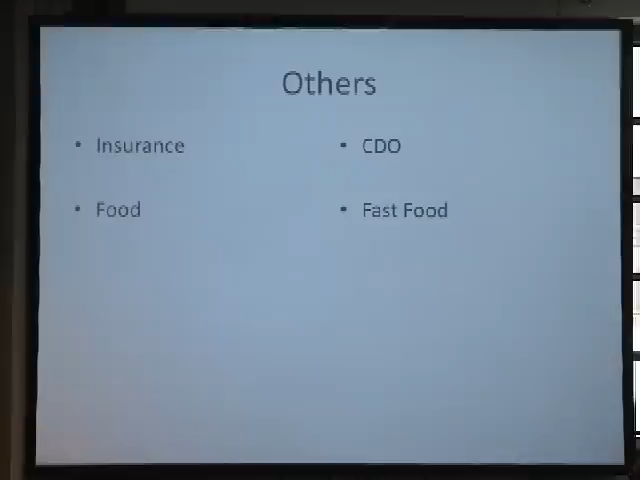 Others
• Insurance
• CDO
• Food
• Fast Food